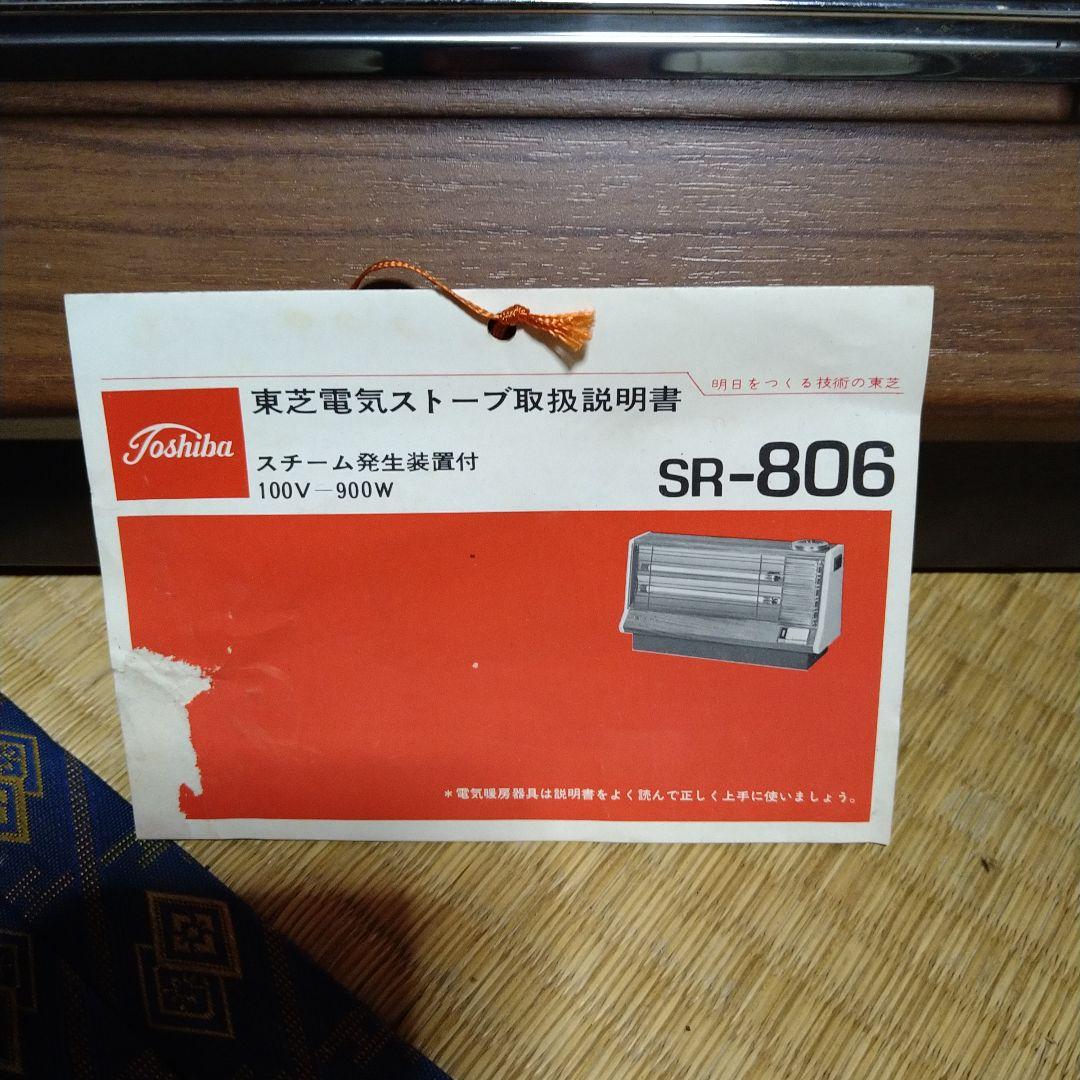 明日をつくる技術の東芝
Toshiba
東芝電気ストーブ取扱説明書
スチーム発生装置付
100V－900W
SR-806
＊電気暖房器具は説明書をよく読んで正しく上手に使いましょう。